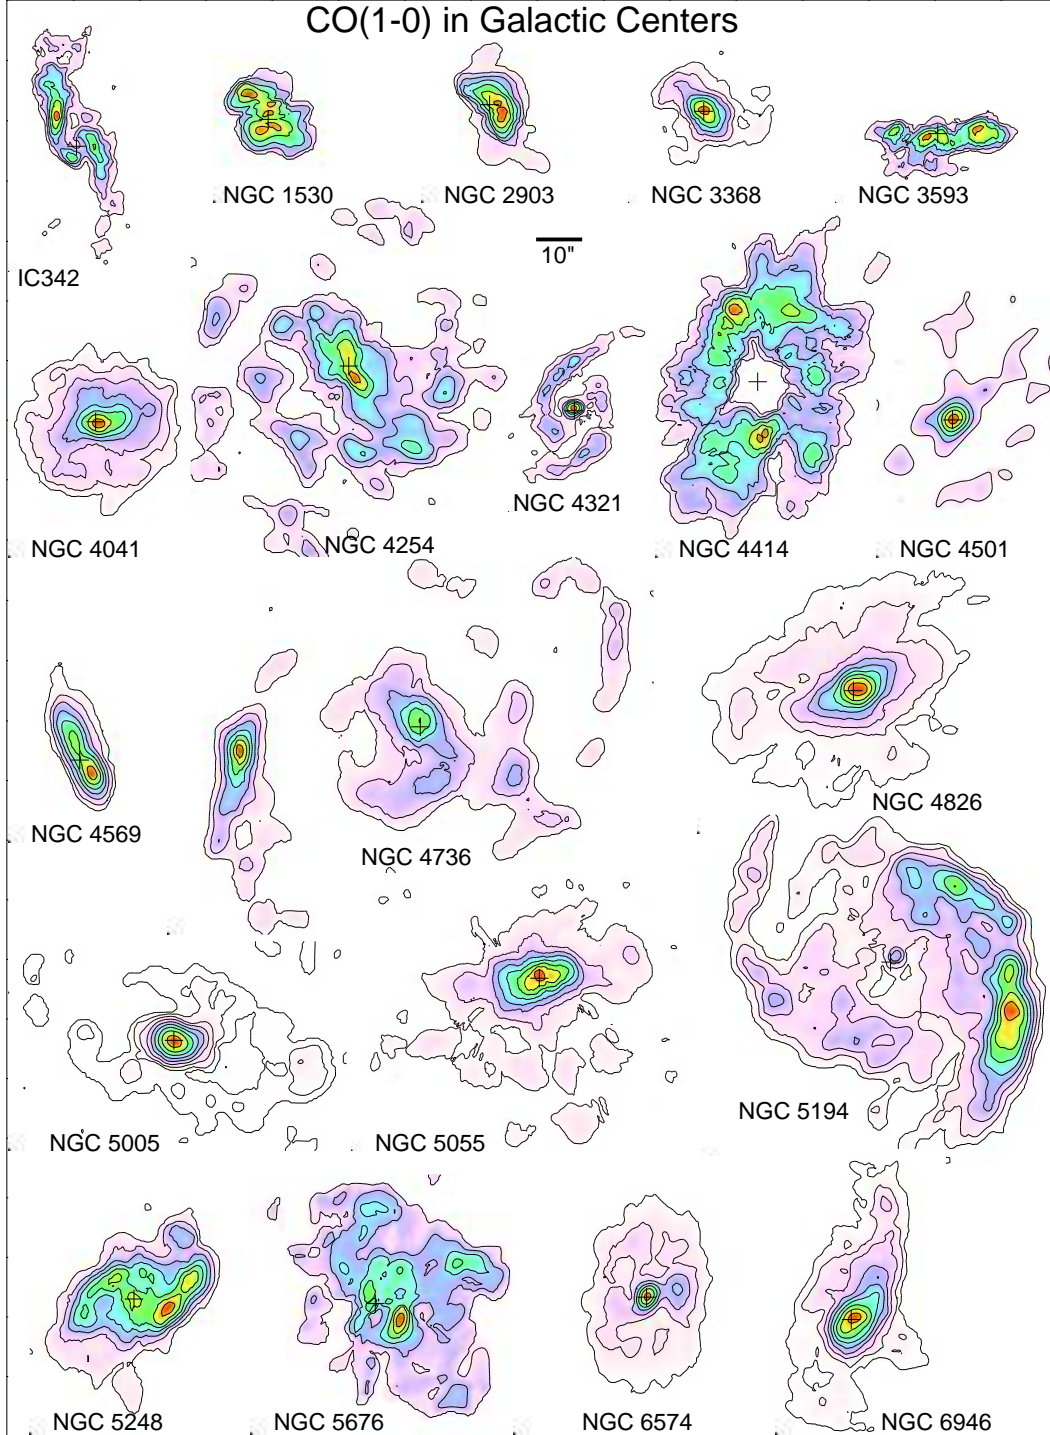 CO(1-0) in Galactic Centers
NGC 1530
NGC 2903
NGC 3368
NGC 3593
10"
IC342
NGC 4041
NGC 4254
NGC 4321
NGC 4414
NGC 4501
NGC 4569
NGC 4736
NGC 4826
NGC 5005
NGC 5055
NGC 5194
NGC 5248
NGC 5676
NGC 6574
NGC 6946